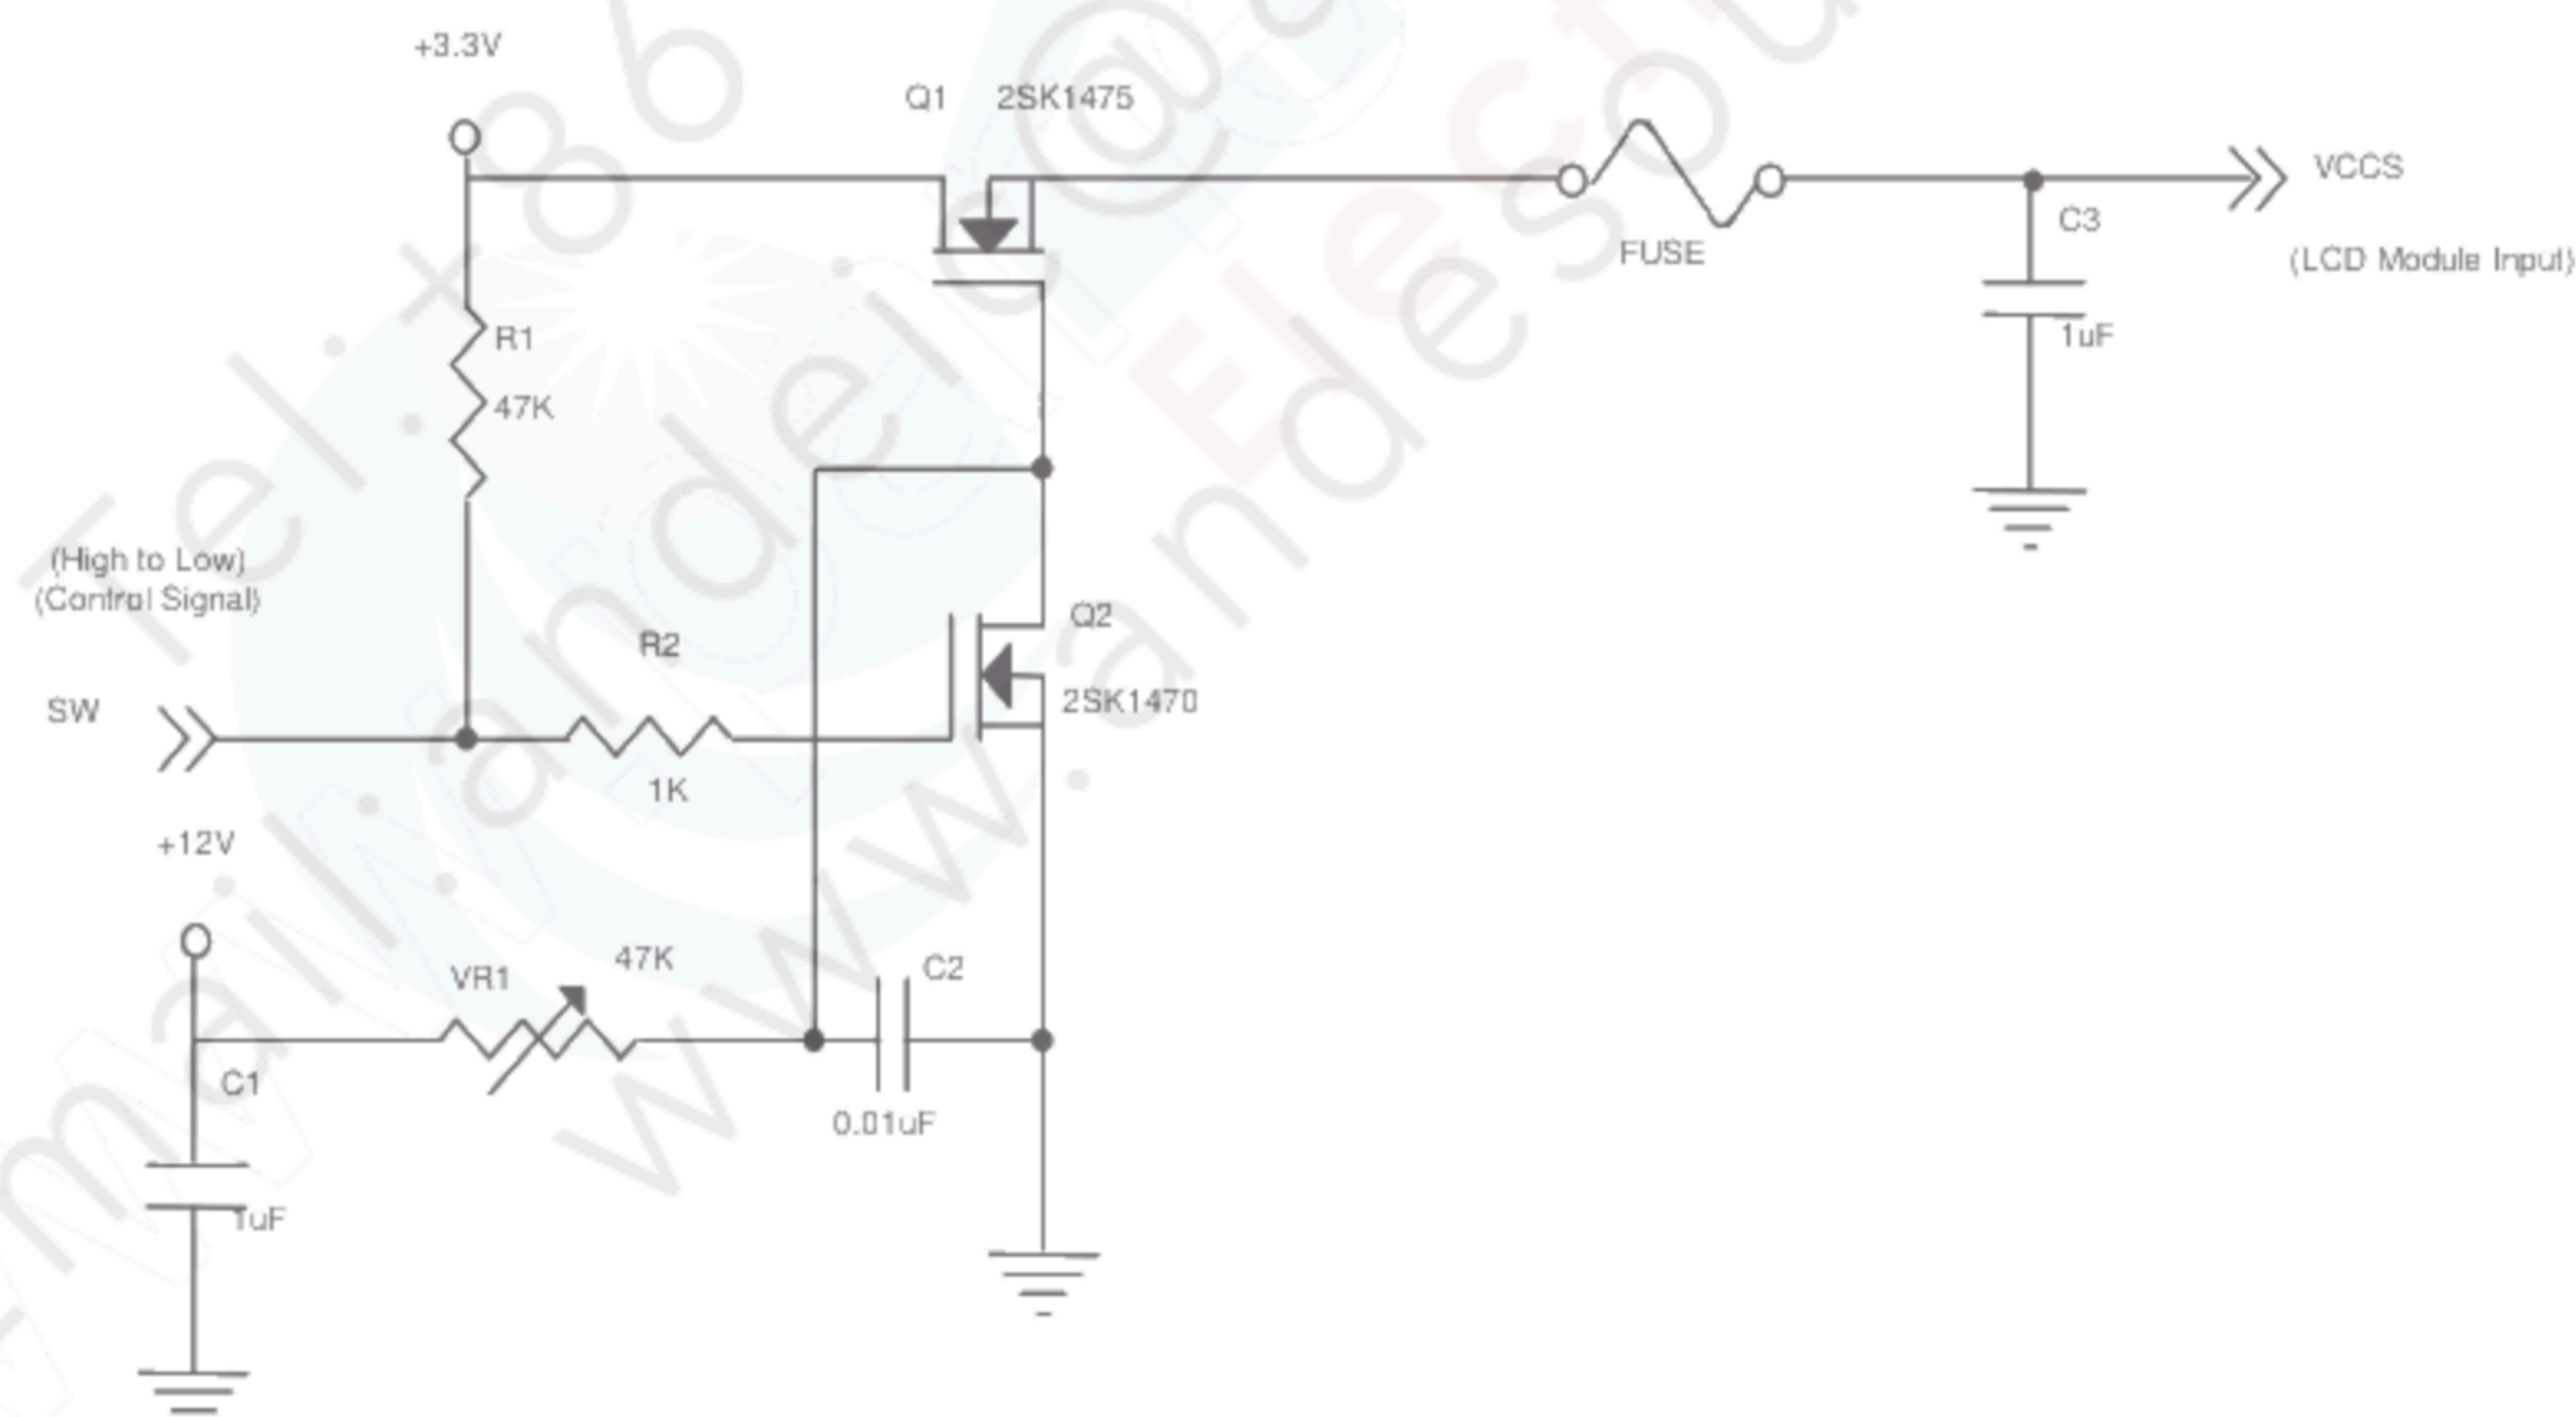 +3.3V
Q1 2SK1475
VCCS
C3
FUSE
(LCD Module Input)
R1
1uF
47K
(High to Low)
(Control Signal)
Q2
R2
2SK1470
SW
1K
+12V
47K
C2
VR1
C1
0.01uF
1uF